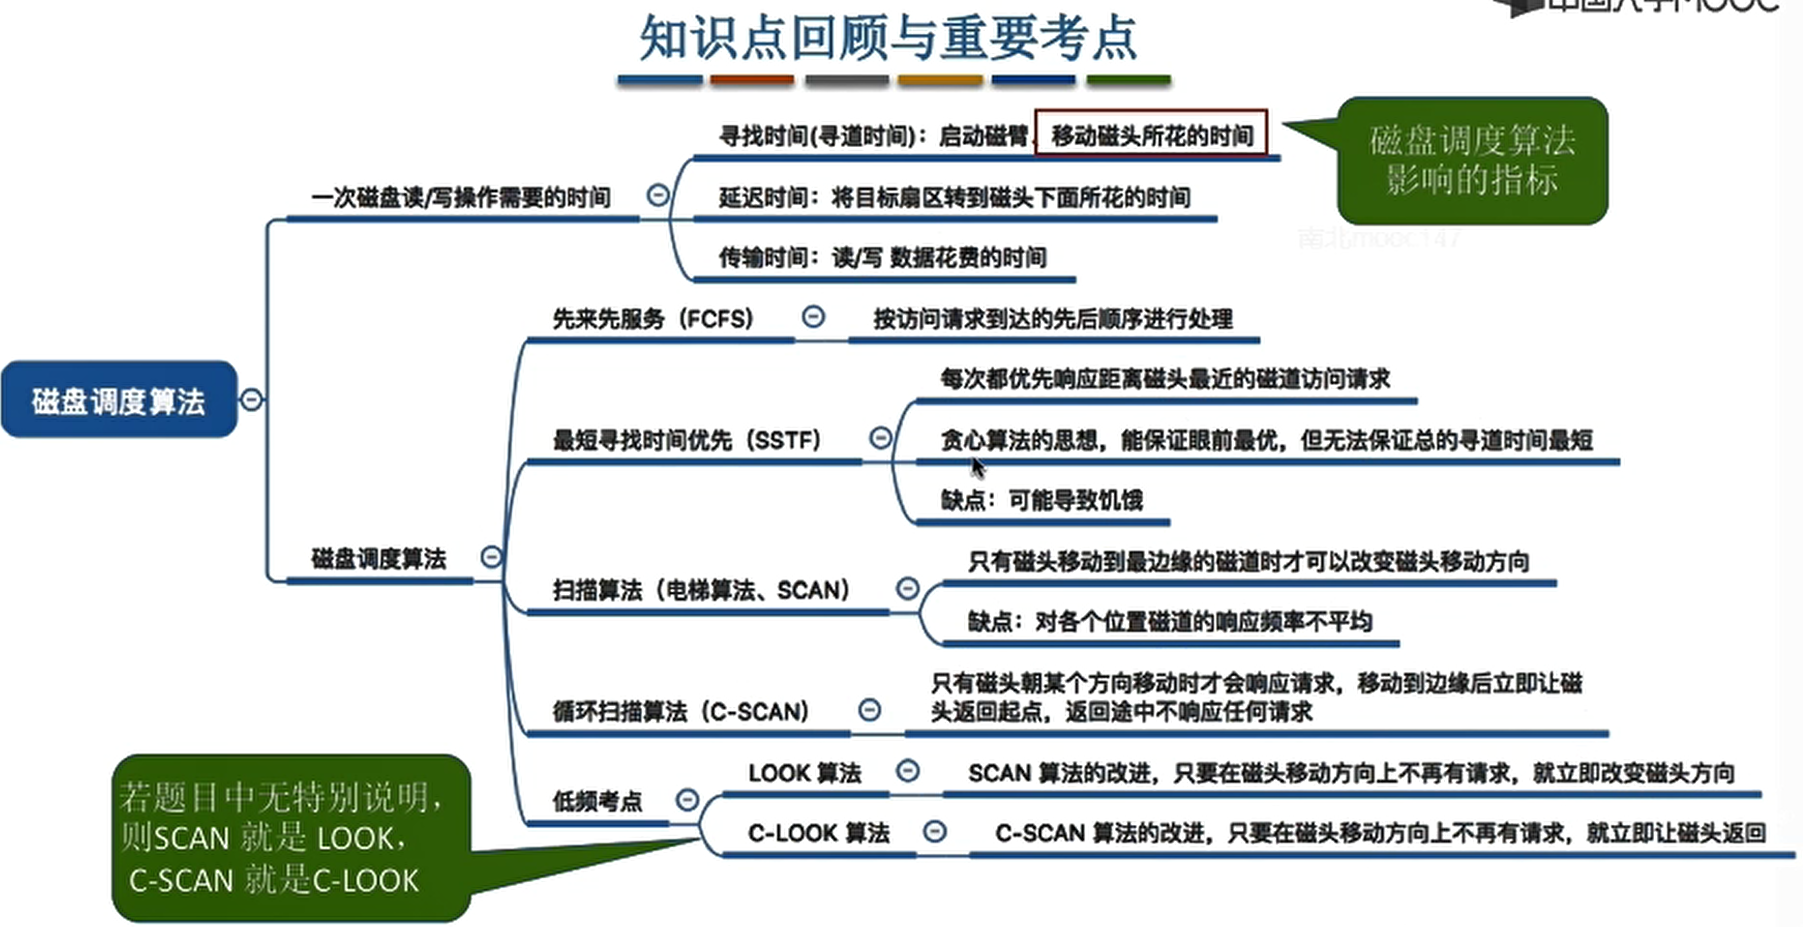 中国大学MOOC
知识点回顾与重要考点
寻找时间(寻道时间)：启动磁臂、移动磁头所花的时间
磁盘调度算法
影响的指标
一次磁盘读/写操作需要的时间
延迟时间：将目标扇区转到磁头下面所花的时间
南北mooc147
传输时间：读/写 数据花费的时间
先来先服务（FCFS）
按访问请求到达的先后顺序进行处理
磁盘调度算法
每次都优先响应距离磁头最近的磁道访问请求
最短寻找时间优先（SSTF）
贪心算法的思想，能保证眼前最优，但无法保证总的寻道时间最短
缺点：可能导致饥饿
磁盘调度算法
扫描算法（电梯算法、SCAN）
只有磁头移动到最边缘的磁道时才可以改变磁头移动方向
缺点：对各个位置磁道的响应频率不平均
循环扫描算法（C-SCAN）
只有磁头朝某个方向移动时才会响应请求，移动到边缘后立即让磁
头返回起点，返回途中不响应任何请求
低频考点
LOOK 算法
SCAN 算法的改进，只要在磁头移动方向上不再有请求，就立即改变磁头方向
C-LOOK 算法
C-SCAN 算法的改进，只要在磁头移动方向上不再有请求，就立即让磁头返回
若题目中无特别说明，
则SCAN 就是 LOOK，
C-SCAN 就是C-LOOK